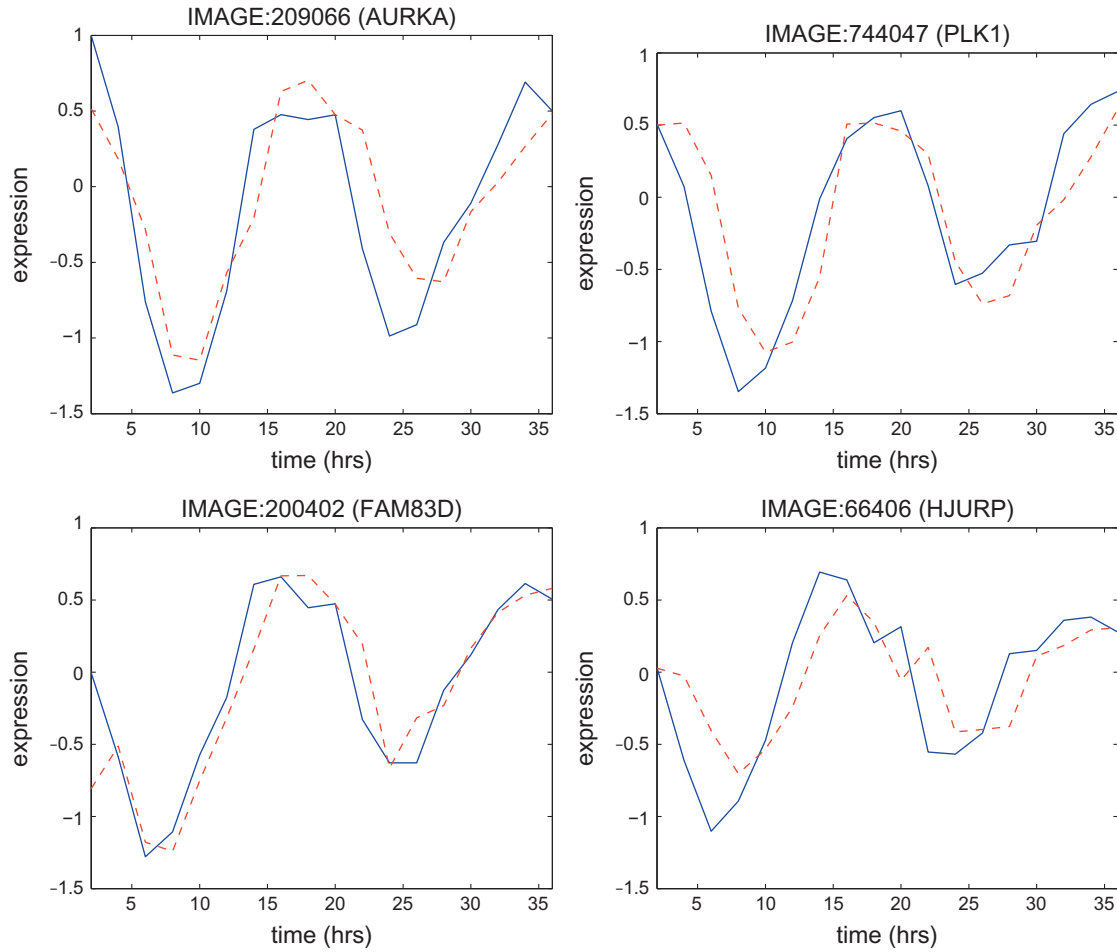 IMAGE:209066 (AURKA)
1
0.5
0
−0.5
−1
−1.5
expression
5 10 15 20 25 30 35
time (hrs)
IMAGE:744047 (PLK1)
1
0.5
0
−0.5
−1
−1.5
expression
5 10 15 20 25 30 35
time (hrs)
IMAGE:200402 (FAM83D)
1
0.5
0
−0.5
−1
−1.5
expression
5 10 15 20 25 30 35
time (hrs)
IMAGE:66406 (HJURP)
1
0.5
0
−0.5
−1
−1.5
expression
5 10 15 20 25 30 35
time (hrs)